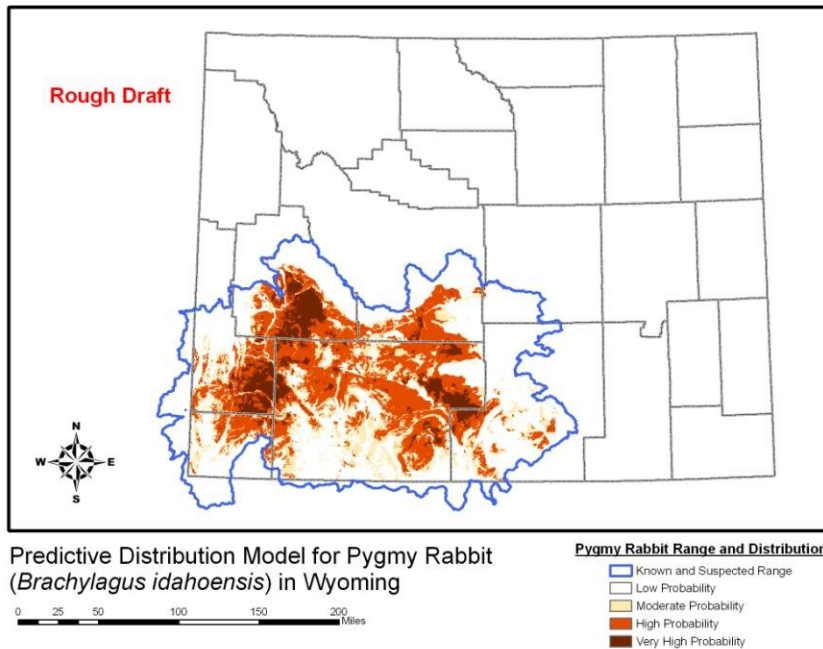 Rough Draft
N
W E
S
Predictive Distribution Model for Pygmy Rabbit
(Brachylagus idahoensis) in Wyoming
0 25 50 100 150 200
Miles
Pygmy Rabbit Range and Distribution
Known and Suspected Range
Low Probability
Moderate Probability
High Probability
Very High Probability